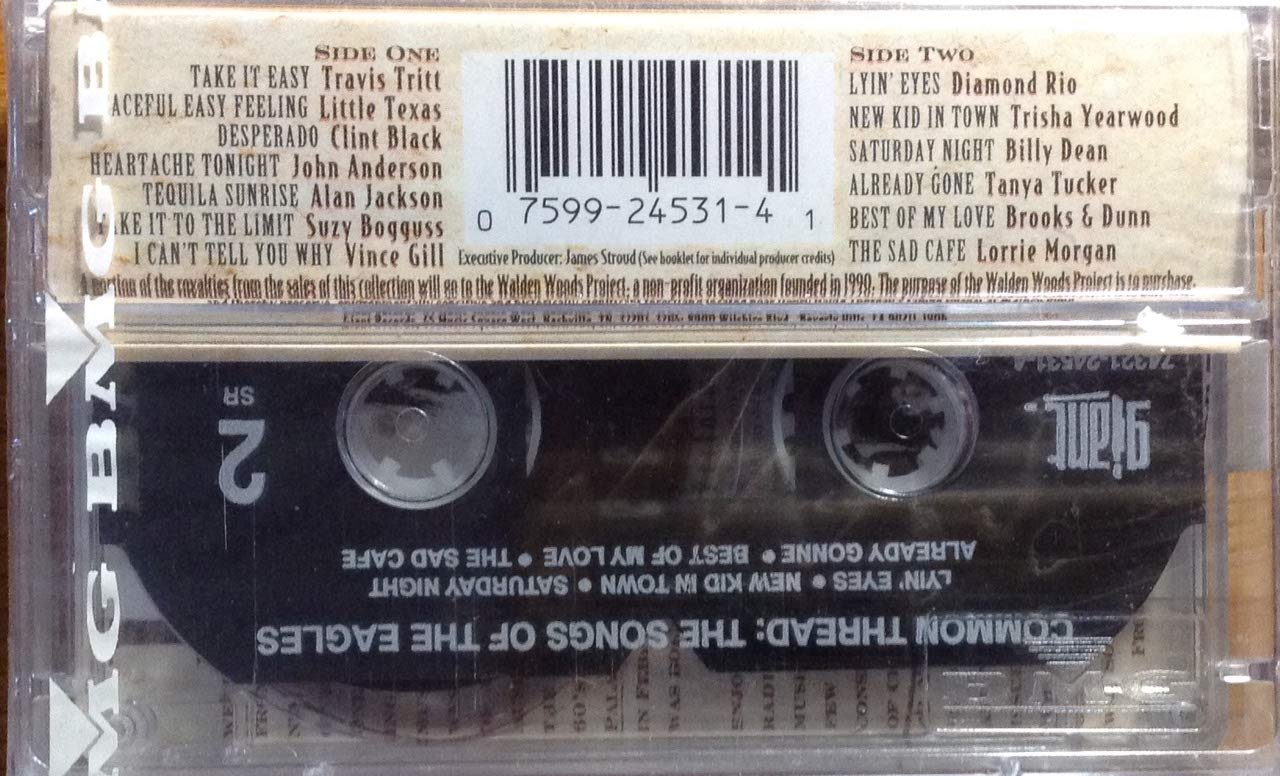 SIDE ONE
TAKE IT EASY Travis Tritt
ACEFUL EASY FEELING Little Texas
DESPERADO Clint Black
HEARTACHE TONIGHT John Anderson
TEQUILA SUNRISE Alan Jackson
KE IT TO THE LIMIT Suzy Bogguss
I CAN'T TELL YOU WHY Vince Gill
0 7599-24531-4 1
Executive Producer: James Stroud (See booklet for individual producer credits)
SIDE TWO
LYIN' EYES Diamond Rio
NEW KID IN TOWN Trisha Yearwood
SATURDAY NIGHT Billy Dean
ALREADY GONE Tanya Tucker
BEST OF MY LOVE Brooks & Dunn
THE SAD CAFE Lorrie Morgan
A portion of the royalties from the sales of this collection will go to the Walden Woods Project, a non-profit organization founded in 1990. The purpose of the Walden Woods Project is to purchase,
BMG BMG
COMMON THREAD: THE SONGS OF THE EAGLES
LYIN' EYES • NEW KID IN TOWN • SATURDAY NIGHT
ALREADY GONNE • BEST OF MY LOVE • THE SAD CAFE
giant
2
SR
74321-24531-4